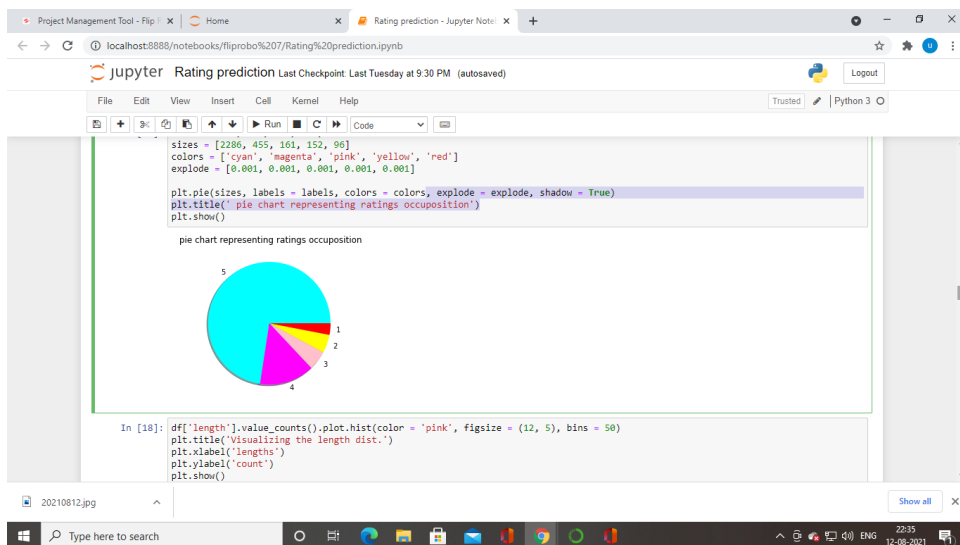 Project Management Tool - Flip
Home
Rating prediction - Jupyter Note
localhost:8888/notebooks/fliprobo%207/Rating%20prediction.ipynb
U
jupyter Rating prediction Last Checkpoint: Last Tuesday at 9:30 PM (autosaved)
Logout
File Edit View Insert Cell Kernel Help
Trusted Python 3
Run Code
sizes = [2286, 455, 161, 152, 96]
colors = ['cyan', 'magenta', 'pink', 'yellow', 'red']
explode = [0.001, 0.001, 0.001, 0.001, 0.001]
plt.pie(sizes, labels = labels, colors = colors, explode = explode, shadow = True)
plt.title(' pie chart representing ratings occuposition')
plt.show()
pie chart representing ratings occuposition
5
1
2
3
4
In [18]: df['length'].value_counts().plot.hist(color = 'pink', figsize = (12, 5), bins = 50)
plt.title('Visualizing the length dist.')
plt.xlabel('lengths')
plt.ylabel('count')
plt.show()
20210812.jpg
Show all
Type here to search
ENG
22:35
12-08-2021